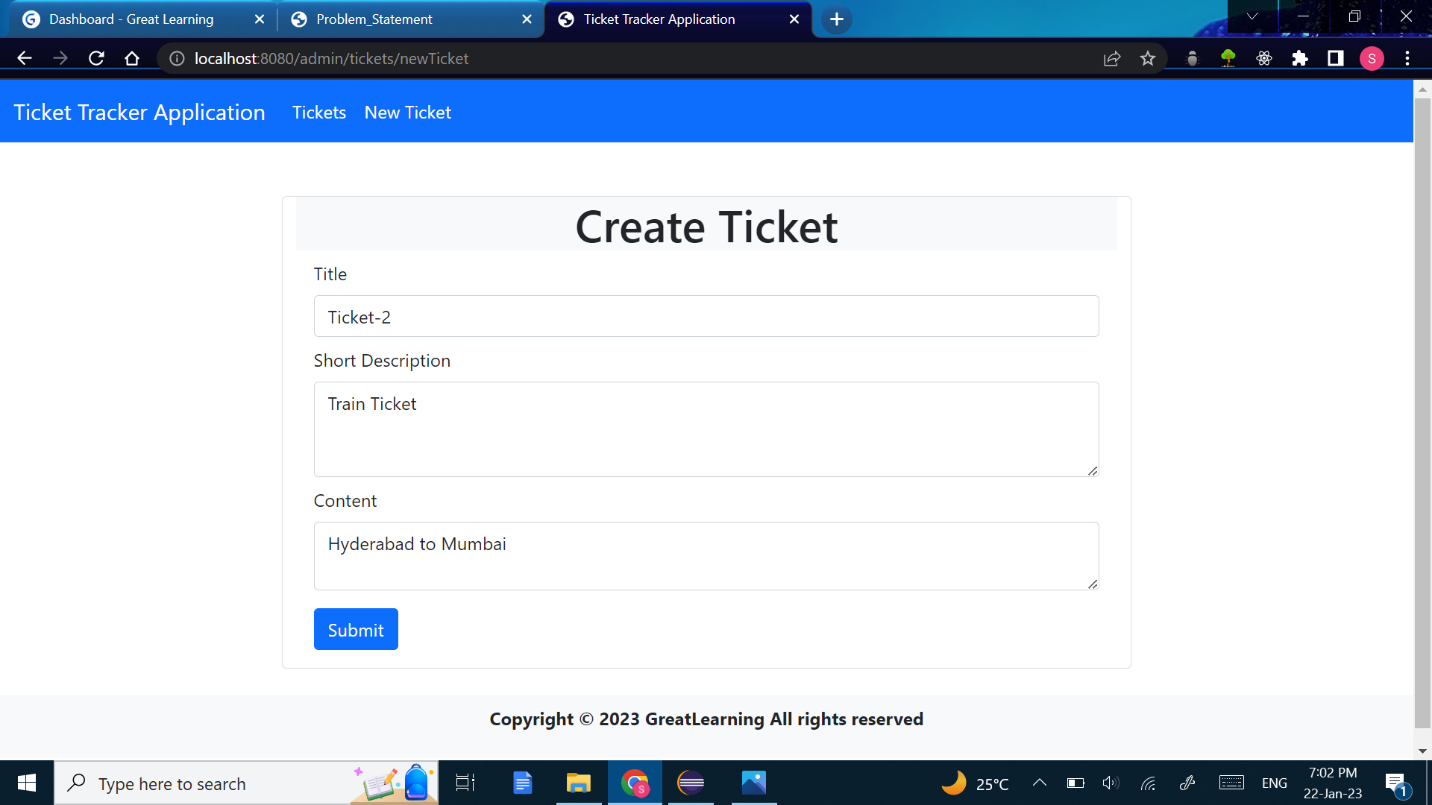 Dashboard - Great Learning
Problem_Statement
Ticket Tracker Application
localhost:8080/admin/tickets/newTicket
S
Ticket Tracker Application Tickets New Ticket
Create Ticket
Title
Ticket-2
Short Description
Train Ticket
Content
Hyderabad to Mumbai
Submit
Copyright © 2023 GreatLearning All rights reserved
Type here to search
S
25°C
ENG
7:02 PM
22-Jan-23
1